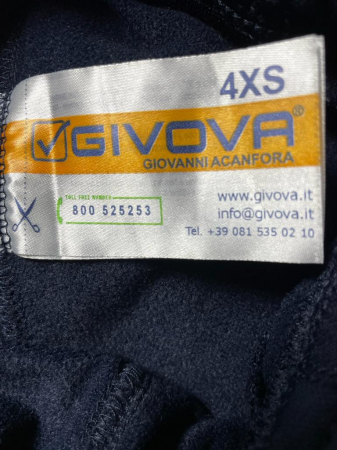 4XS
GIVOVA®
GIOVANNI ACANFORA
TOLL FREE NUMBER
800 525253
www.givova.it
info@givova.it
Tel. +39 081 535 02 10